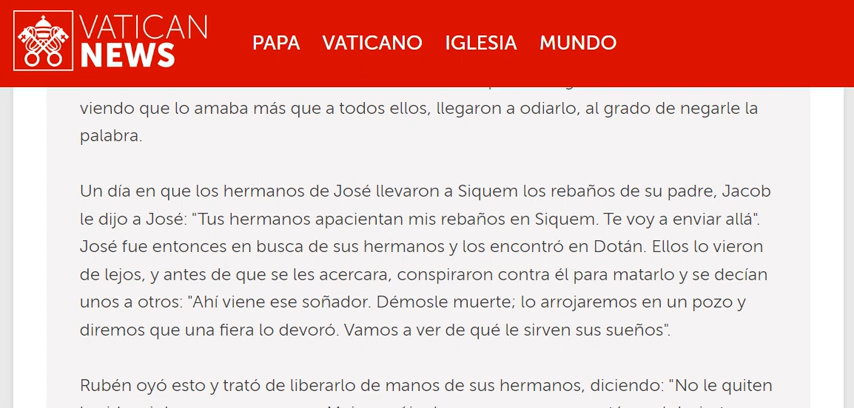 VATICAN
NEWS
PAPA VATICANO IGLESIA MUNDO
viendo que lo amaba más que a todos ellos, llegaron a odiarlo, al grado de negarle la
palabra.
Un día en que los hermanos de José llevaron a Siquem los rebaños de su padre, Jacob
le dijo a José: "Tus hermanos apacientan mis rebaños en Siquem. Te voy a enviar allá".
José fue entonces en busca de sus hermanos y los encontró en Dotán. Ellos lo vieron
de lejos, y antes de que se les acercara, conspiraron contra él para matarlo y se decían
unos a otros: "Ahí viene ese soñador. Démosle muerte; lo arrojaremos en un pozo y
diremos que una fiera lo devoró. Vamos a ver de qué le sirven sus sueños".
Rubén oyó esto y trató de liberarlo de manos de sus hermanos, diciendo: "No le quiten